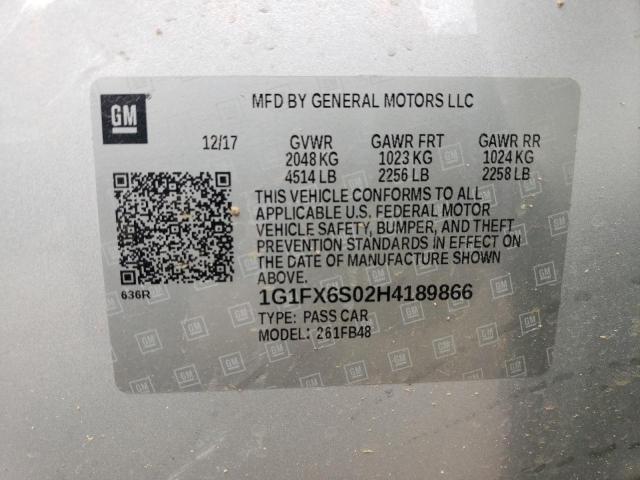 GM
MFD BY GENERAL MOTORS LLC
12/17 GVWR GAWR FRT GAWR RR
2048 KG 1023 KG 1024 KG
4514 LB 2256 LB 2258 LB
THIS VEHICLE CONFORMS TO ALL
APPLICABLE U.S. FEDERAL MOTOR
VEHICLE SAFETY, BUMPER, AND THEFT
PREVENTION STANDARDS IN EFFECT ON
THE DATE OF MANUFACTURE SHOWN
ABOVE.
636R
1G1FX6S02H4189866
TYPE: PASS CAR
MODEL: 261FB48